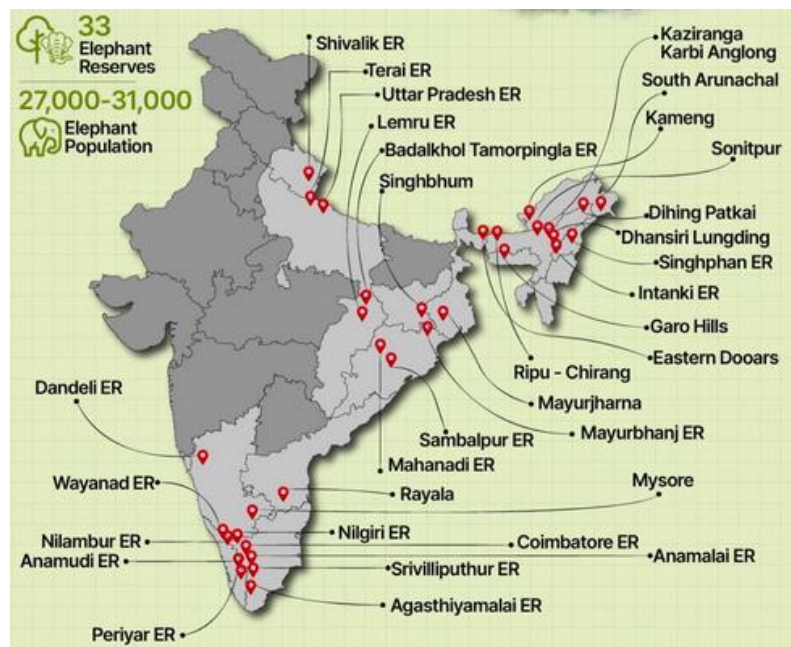 33
Elephant
Reserves
27,000-31,000
Elephant
Population
Shivalik ER
Terai ER
Uttar Pradesh ER
Lemru ER
Badalkhol Tamorpingla ER
Singhbhum
Kaziranga
Karbi Anglong
South Arunachal
Kameng
Sonitpur
Dihing Patkai
Dhansiri Lungding
Singhphan ER
Intanki ER
Garo Hills
Eastern Dooars
Ripu - Chirang
Mayurjharna
Mayurbhanj ER
Sambalpur ER
Mahanadi ER
Rayala
Mysore
Dandeli ER
Wayanad ER
Nilgiri ER
Nilambur ER
Coimbatore ER
Anamudi ER
Anamalai ER
Srivilliputhur ER
Agasthiyamalai ER
Periyar ER